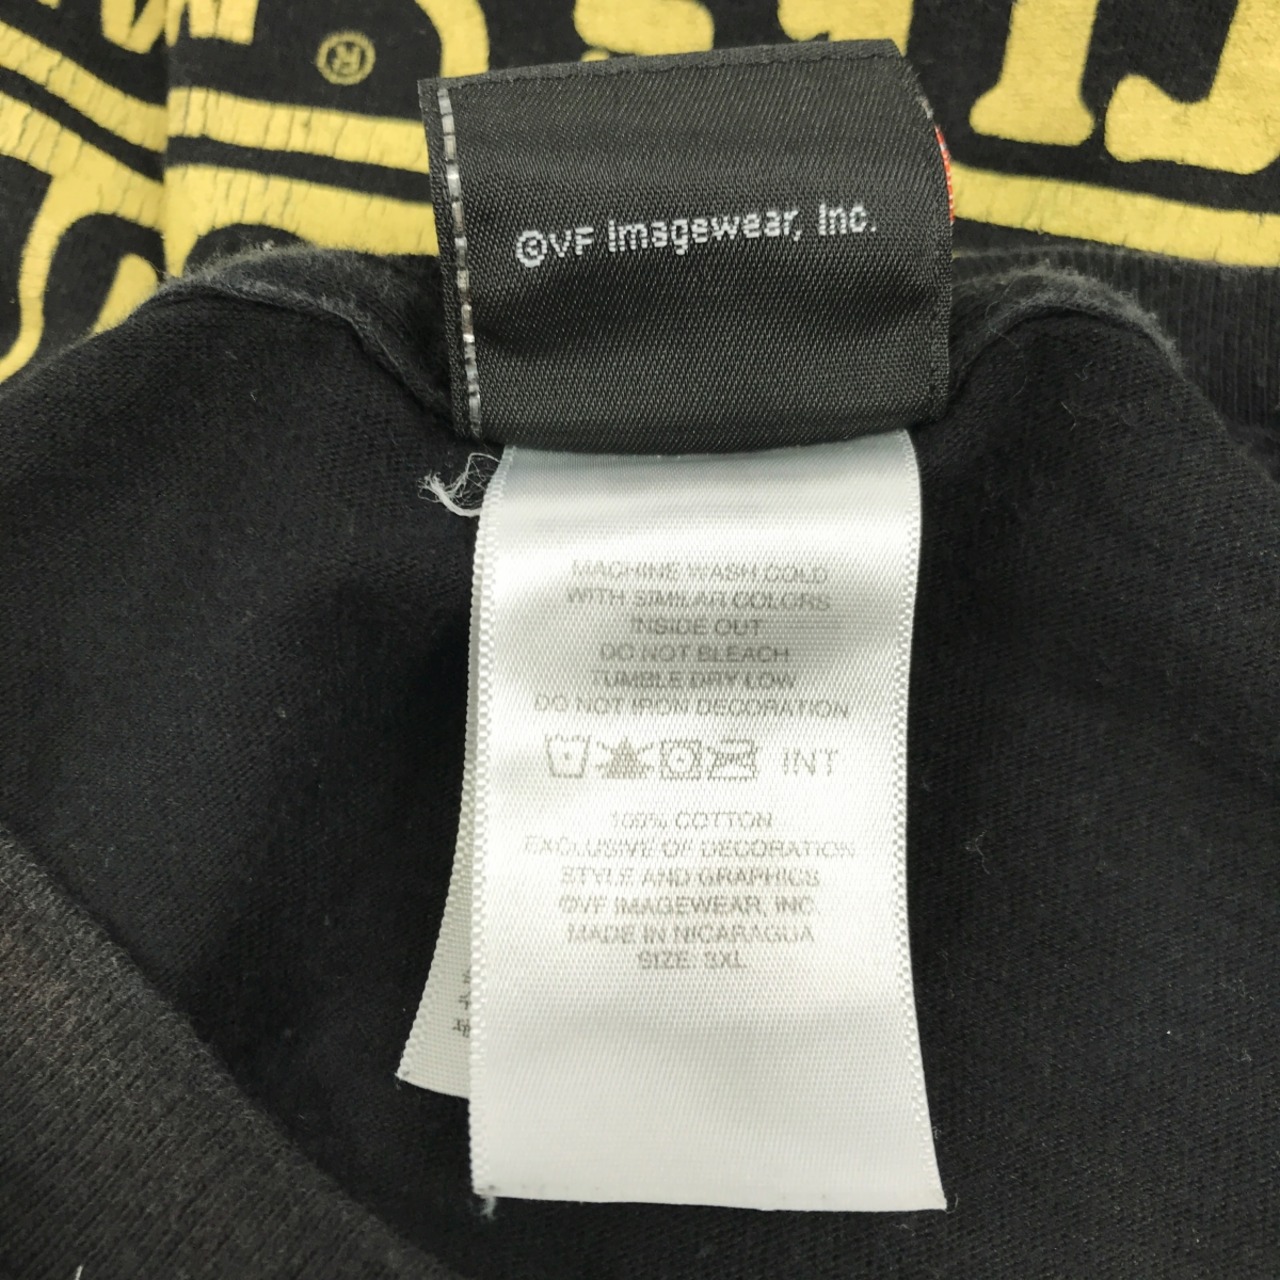 ®
©VF Imagewear, Inc.
MACHINE WASH COLD
WITH SIMILAR COLORS
INSIDE OUT
DO NOT BLEACH
TUMBLE DRY LOW
DO NOT IRON DECORATION
INT
100% COTTON
EXCLUSIVE OF DECORATION
STYLE AND GRAPHICS
©VF IMAGEWEAR, INC.
MADE IN NICARAGUA
SIZE: 3XL